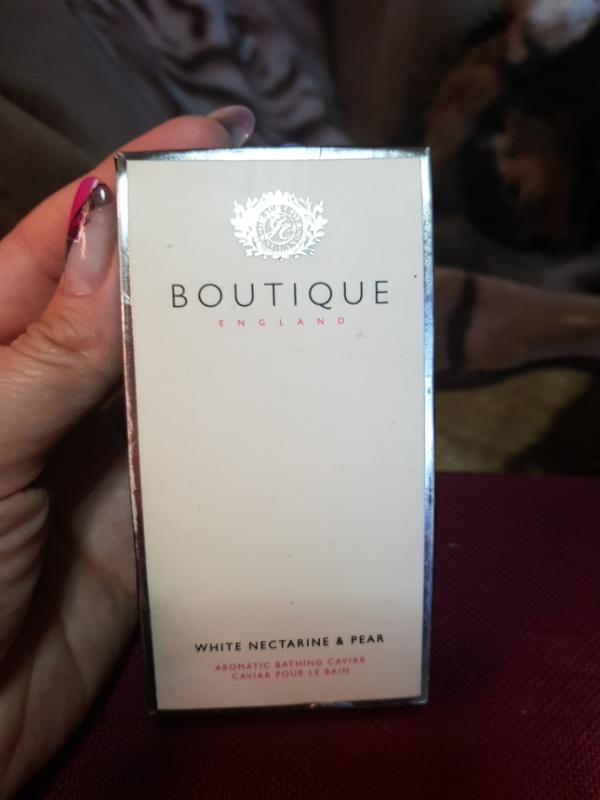 BOUTIQUE
ENGLAND
WHITE NECTARINE & PEAR
AROMATIC BATHING CAVIAR
CAVIAR POUR LE BAIN